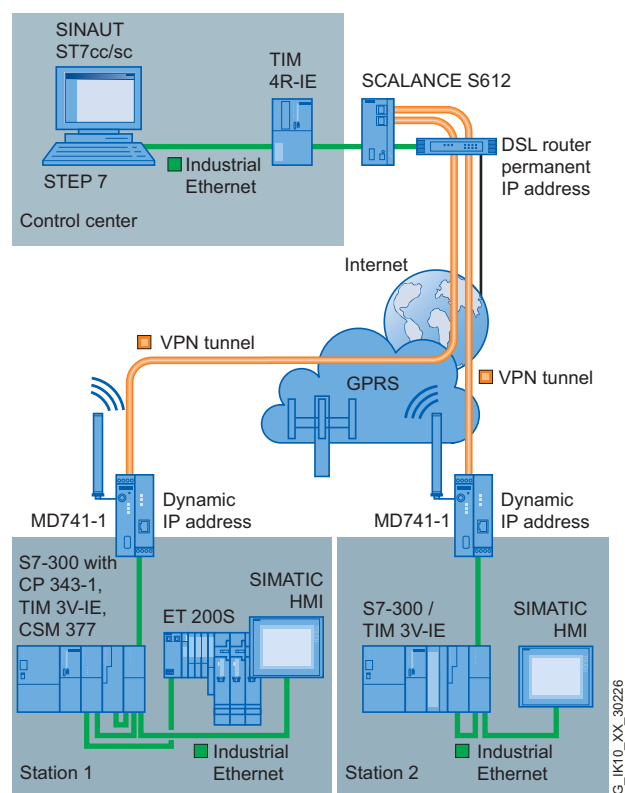 SINAUT
ST7cc/sc
TIM
4R-IE
SCALANCE S612
STEP 7
Industrial
Ethernet
DSL router
permanent
IP address
Control center
Internet
VPN tunnel
GPRS
VPN tunnel
MD741-1
Dynamic
IP address
MD741-1
Dynamic
IP address
S7-300 with
CP 343-1,
TIM 3V-IE,
CSM 377
ET 200S
SIMATIC
HMI
Industrial
Ethernet
Station 1
S7-300 /
TIM 3V-IE
SIMATIC
HMI
Industrial
Ethernet
Station 2
G_IK10_XX_30226